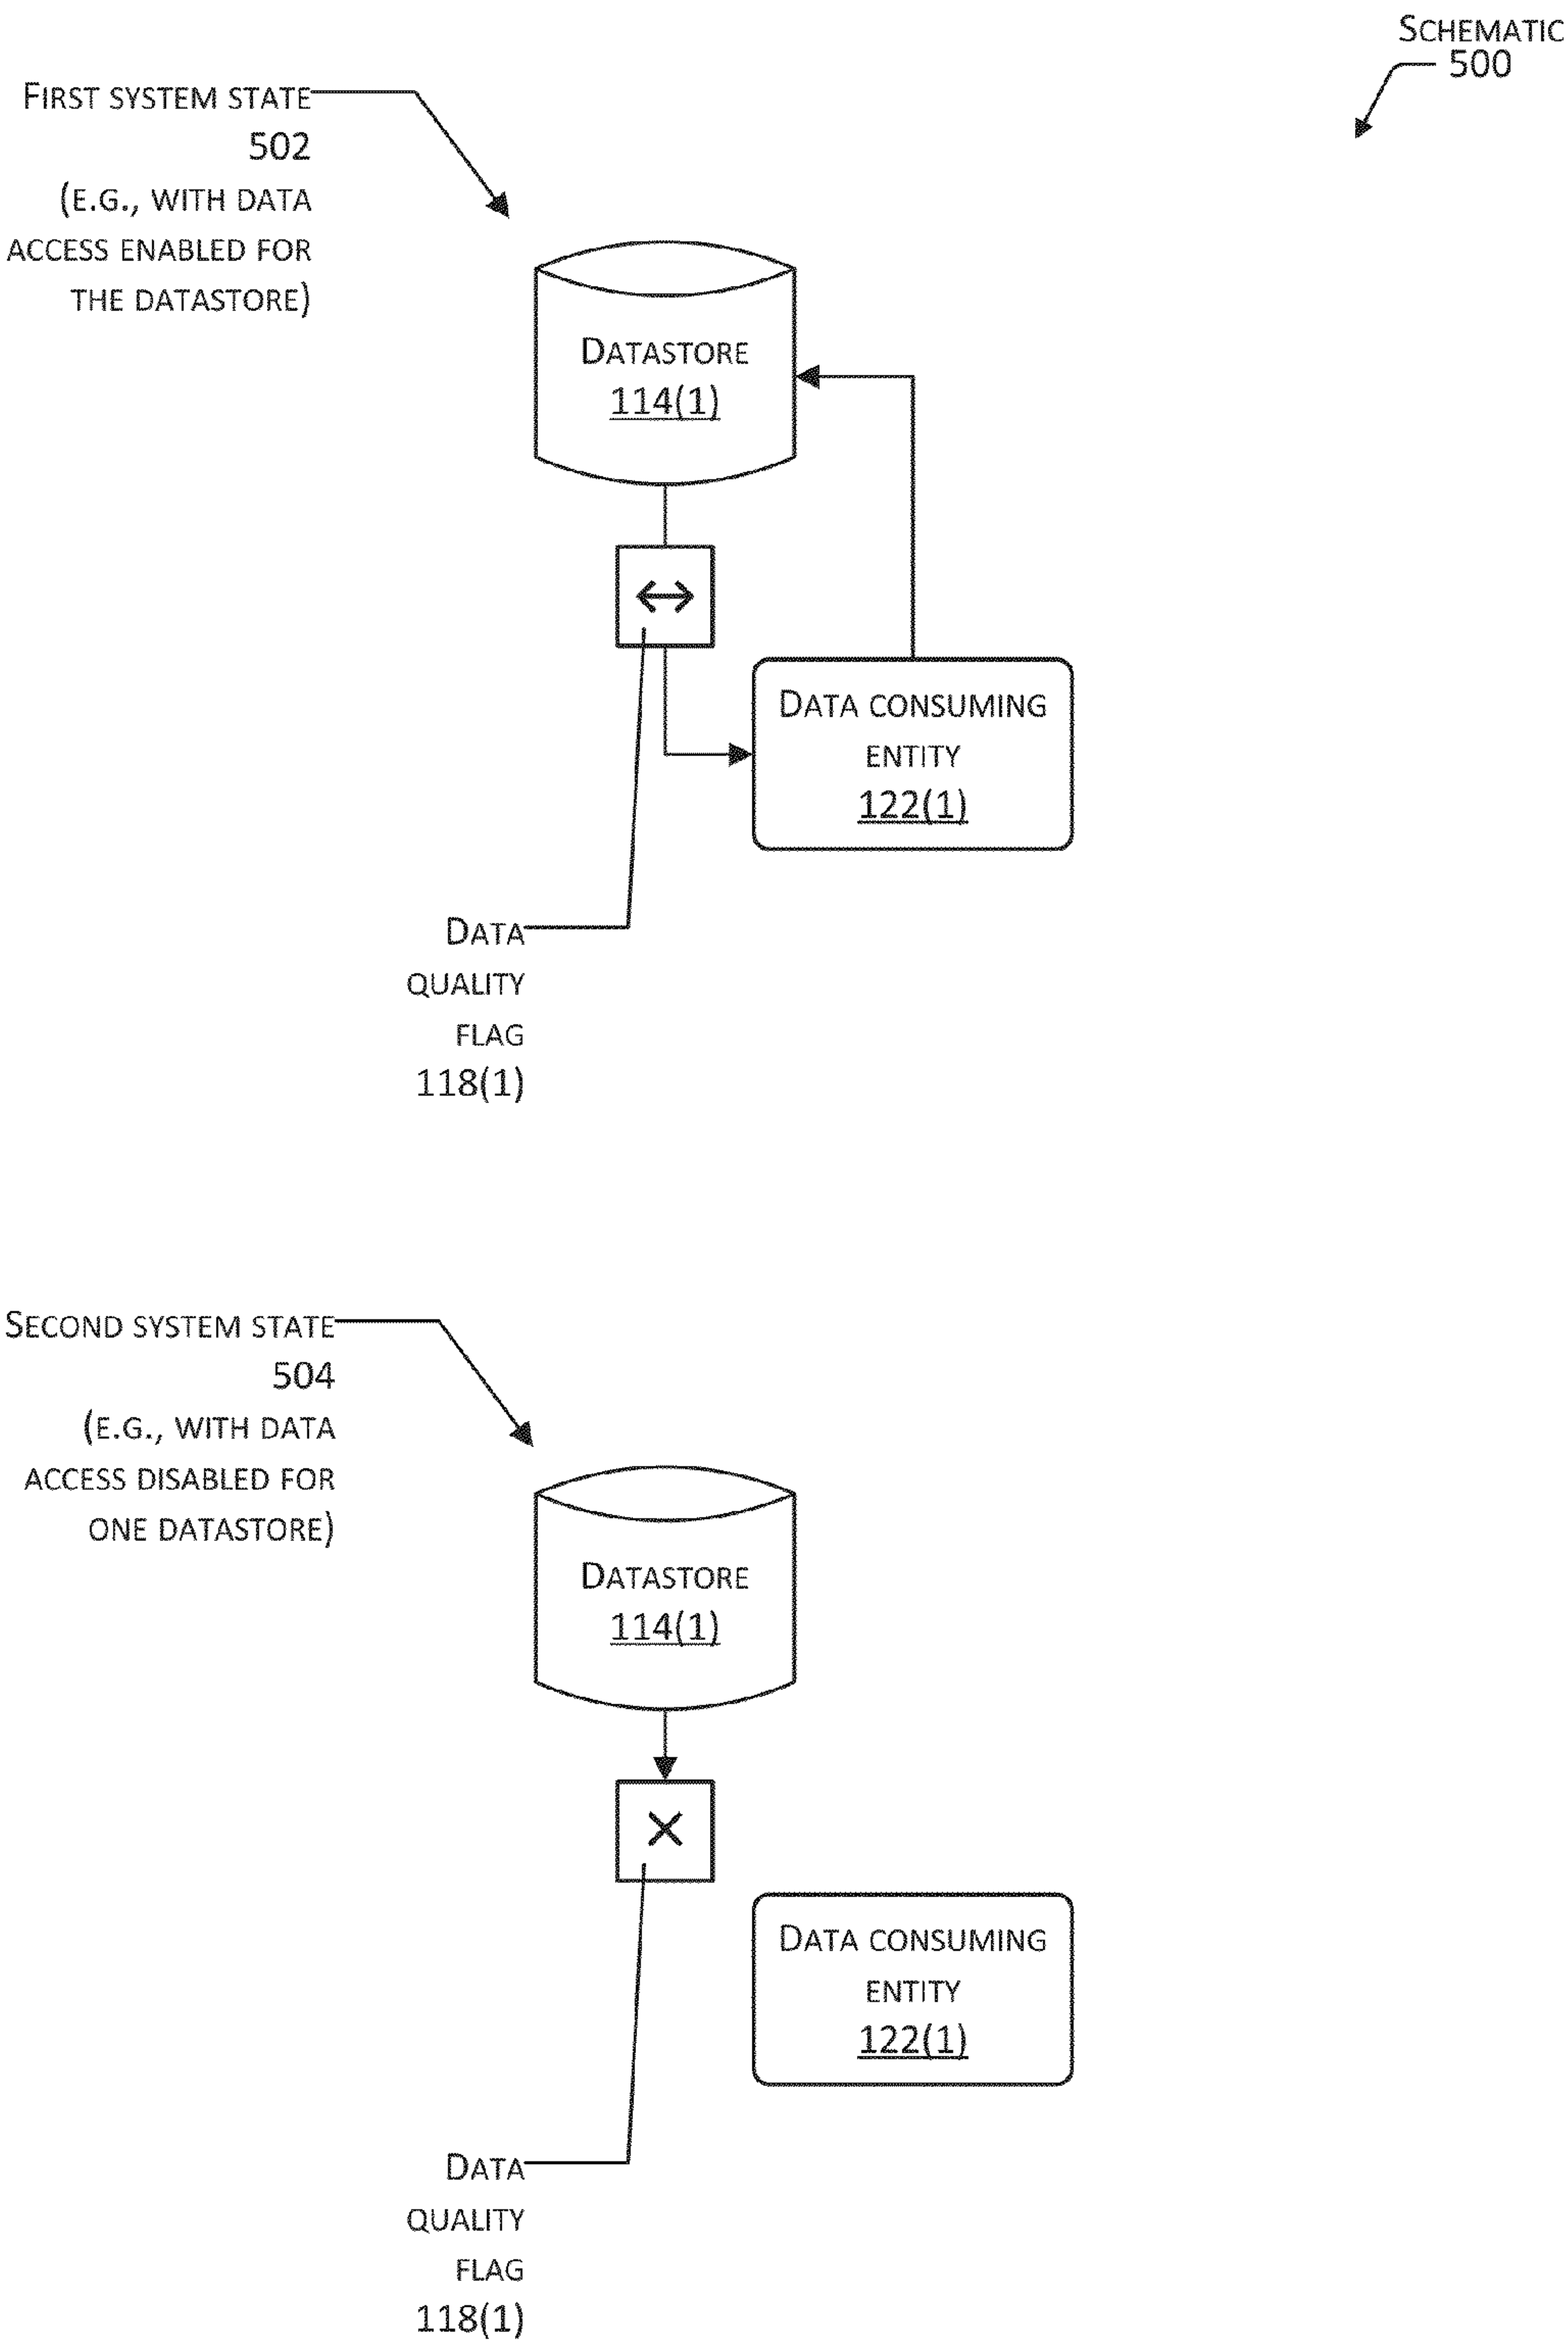 SCHEMATIC
500
FIRST SYSTEM STATE
502
(E.G., WITH DATA
ACCESS ENABLED FOR
THE DATASTORE)
DATASTORE
114(1)
DATA CONSUMING
ENTITY
122(1)
DATA
QUALITY
FLAG
118(1)
SECOND SYSTEM STATE
504
(E.G., WITH DATA
ACCESS DISABLED FOR
ONE DATASTORE)
DATASTORE
114(1)
DATA CONSUMING
ENTITY
122(1)
DATA
QUALITY
FLAG
118(1)